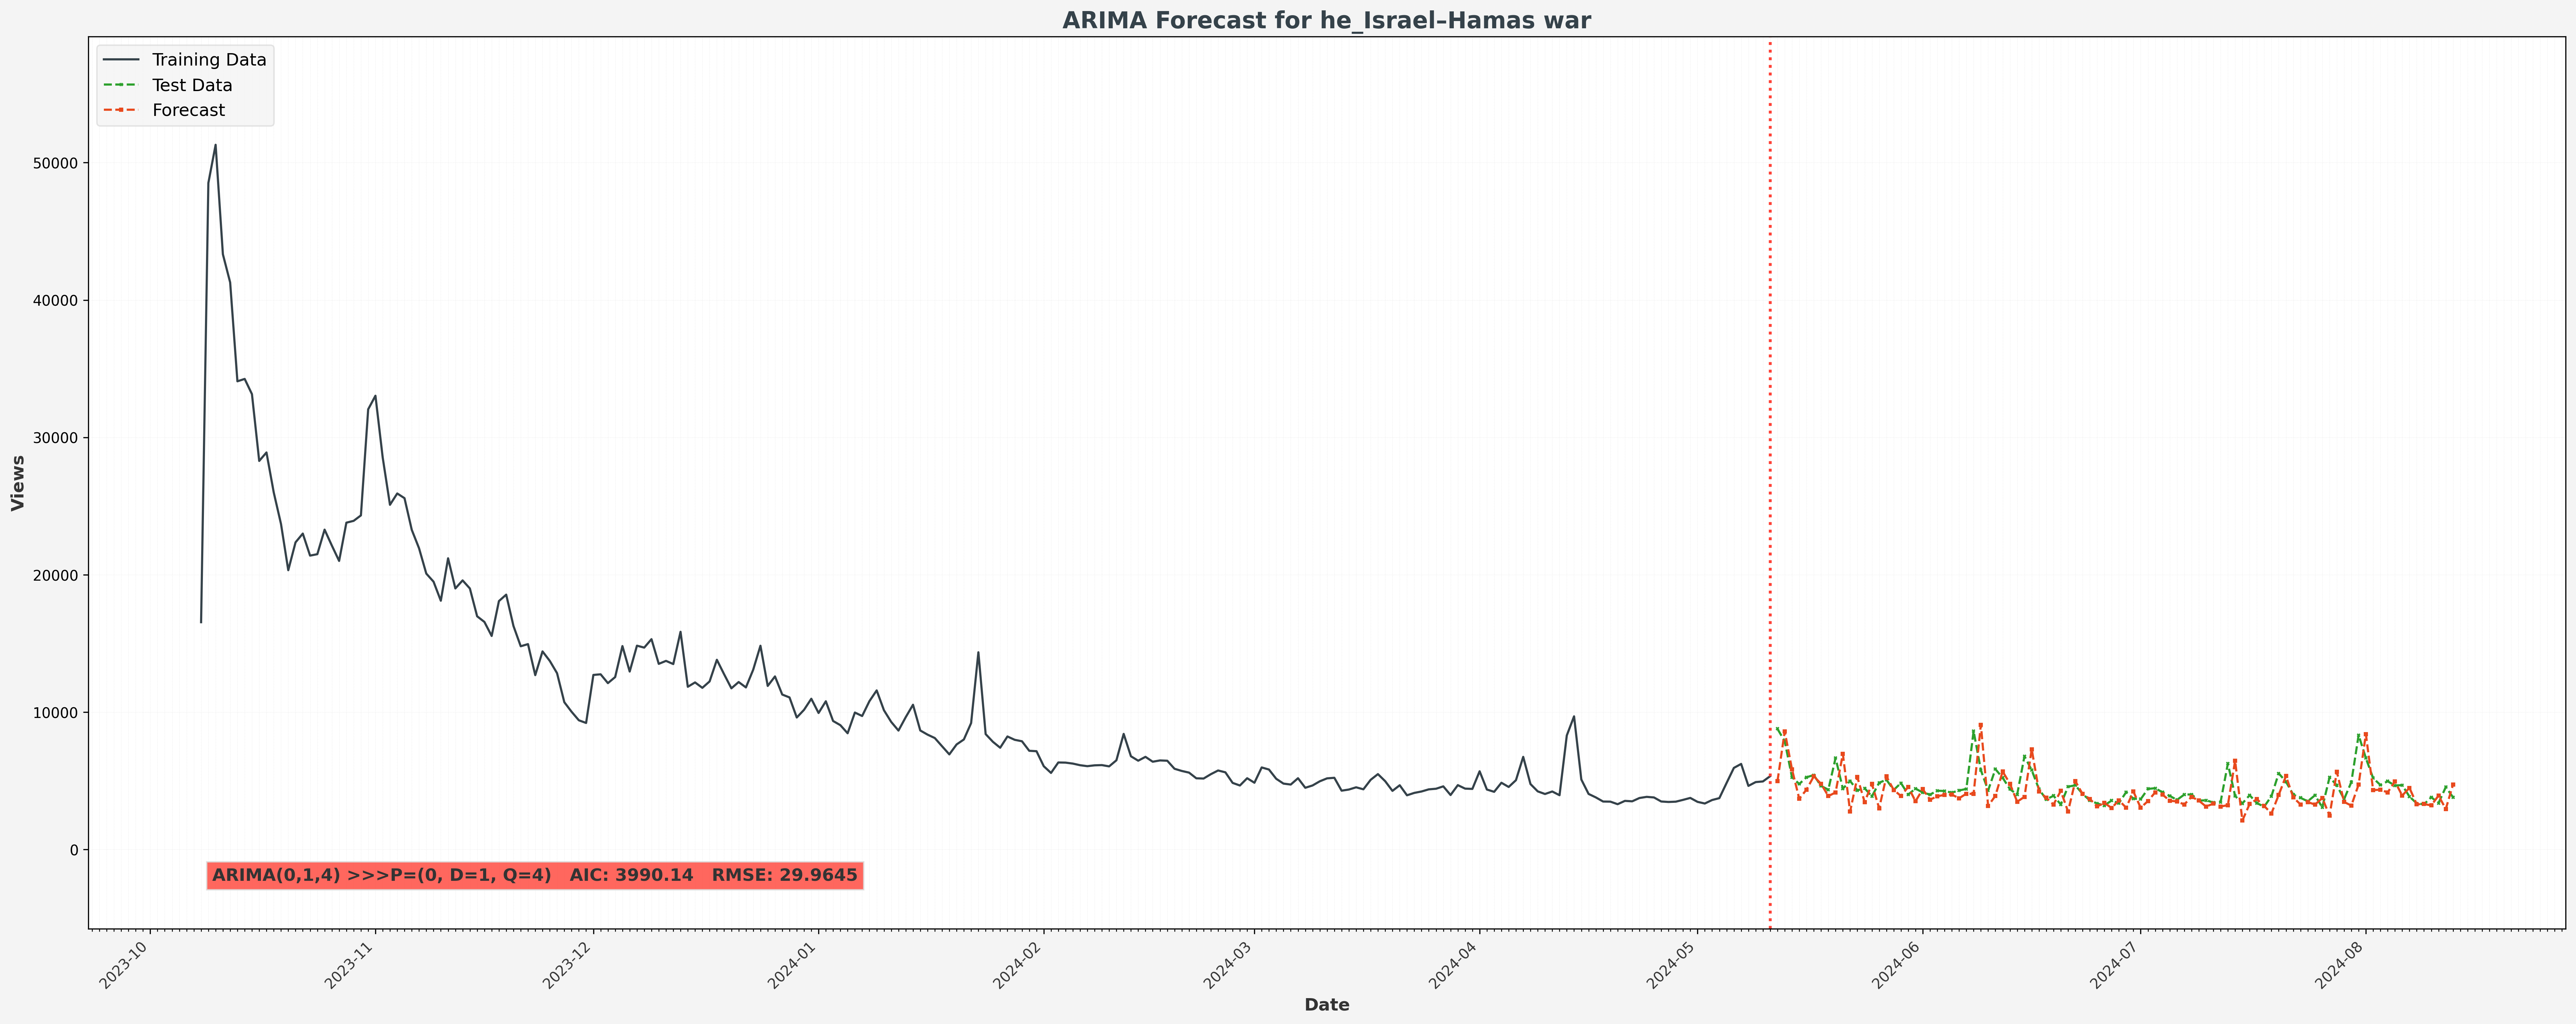 ARIMA Forecast for he_Israel–Hamas war
Training Data
Test Data
Forecast
Views
50000
40000
30000
20000
10000
0
ARIMA(0,1,4) >>>P=(0, D=1, Q=4) AIC: 3990.14 RMSE: 29.9645
2023-10
2023-11
2023-12
2024-01
2024-02
2024-03
2024-04
2024-05
2024-06
2024-07
2024-08
Date